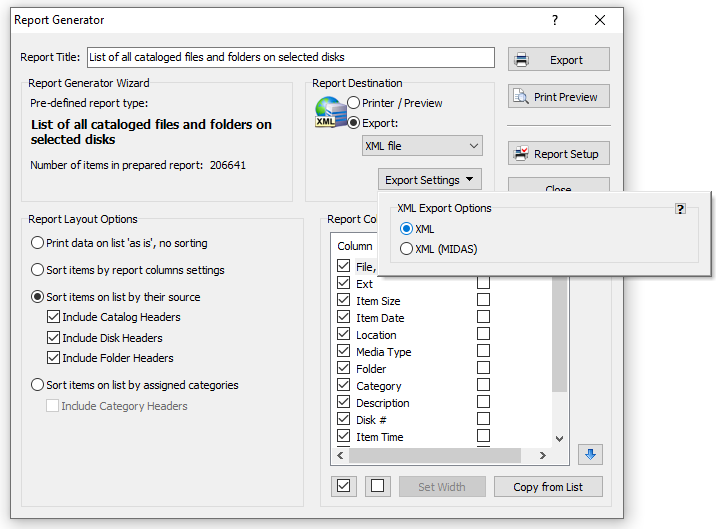 Report Generator
?
Report Title:
List of all cataloged files and folders on selected disks
Export
Report Generator Wizard
Pre-defined report type:
List of all cataloged files and folders on
selected disks
Number of items in prepared report: 206641
Report Destination
XML
Printer / Preview
Export:
XML file
Export Settings
Print Preview
Report Setup
Close
XML Export Options
?
XML
XML (MIDAS)
Report Layout Options
Print data on list 'as is', no sorting
Sort items by report columns settings
Sort items on list by their source
Include Catalog Headers
Include Disk Headers
Include Folder Headers
Sort items on list by assigned categories
Include Category Headers
Report Co
Column
File,
Ext
Item Size
Item Date
Location
Media Type
Folder
Category
Description
Disk #
Item Time
Set Width
Copy from List